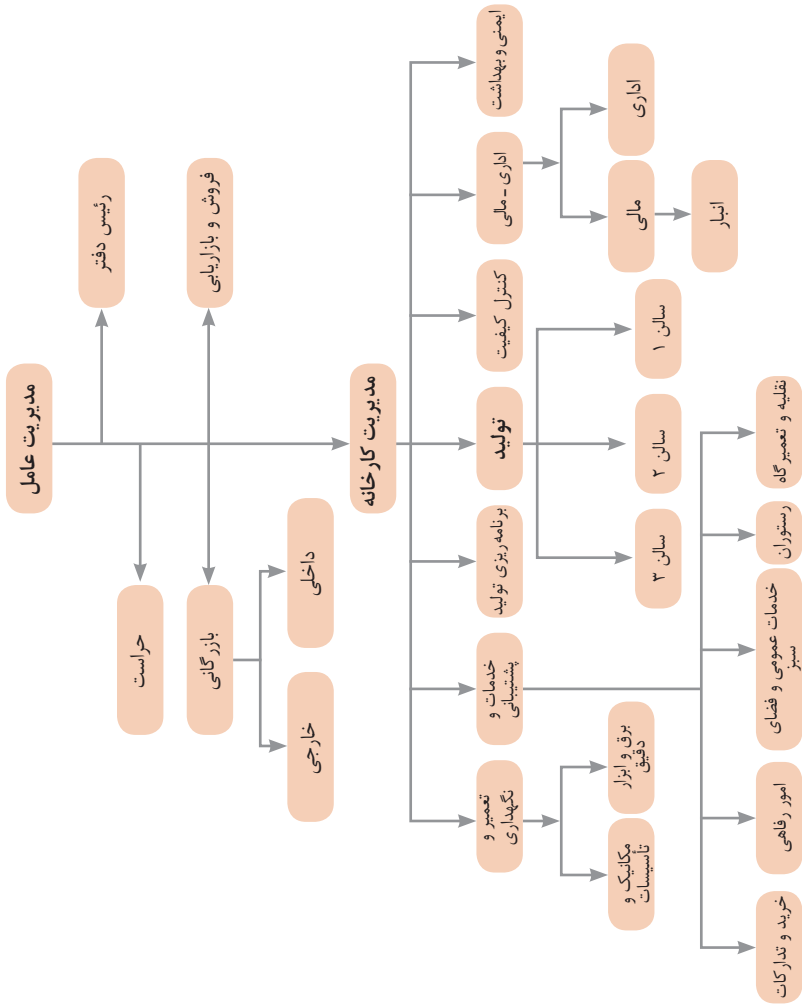 مدیریت عامل
رئیس دفتر
حراست
فروش و بازاریابی
بازرگانی
داخلی
خارجی
مدیریت کارخانه
ایمنی و بهداشت
اداری - مالی
کنترل کیفیت
تولید
برنامه ریزی تولید
خدمات و
پشتیبانی
تعمیر و
نگهداری
اداری
مالی
انبار
سالن ۱
سالن ۲
سالن ۳
برق و ابزار
دقیق
مکانیک و
تأسیسات
نقلیه و تعمیرگاه
رستوران
خدمات عمومی و فضای
سبز
امور رفاهی
خرید و تدارکات